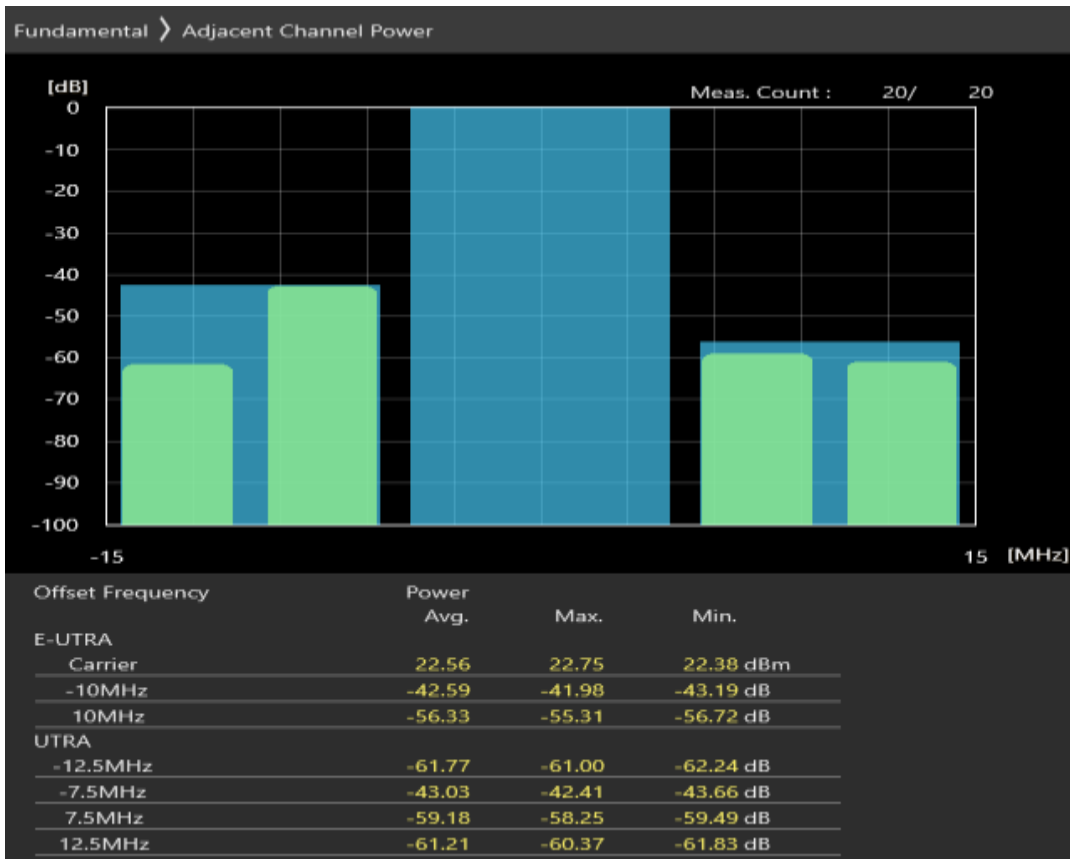 Fundamental ❯ Adjacent Channel Power
[dB]
Meas. Count : 20/ 20
0
-10
-20
-30
-40
-50
-60
-70
-80
-90
-100
-15 15 [MHz]
Offset Frequency Power
Avg. Max. Min.
E-UTRA
Carrier 22.56 22.75 22.38 dBm
-10MHz -42.59 -41.98 -43.19 dB
10MHz -56.33 -55.31 -56.72 dB
UTRA
-12.5MHz -61.77 -61.00 -62.24 dB
-7.5MHz -43.03 -42.41 -43.66 dB
7.5MHz -59.18 -58.25 -59.49 dB
12.5MHz -61.21 -60.37 -61.83 dB